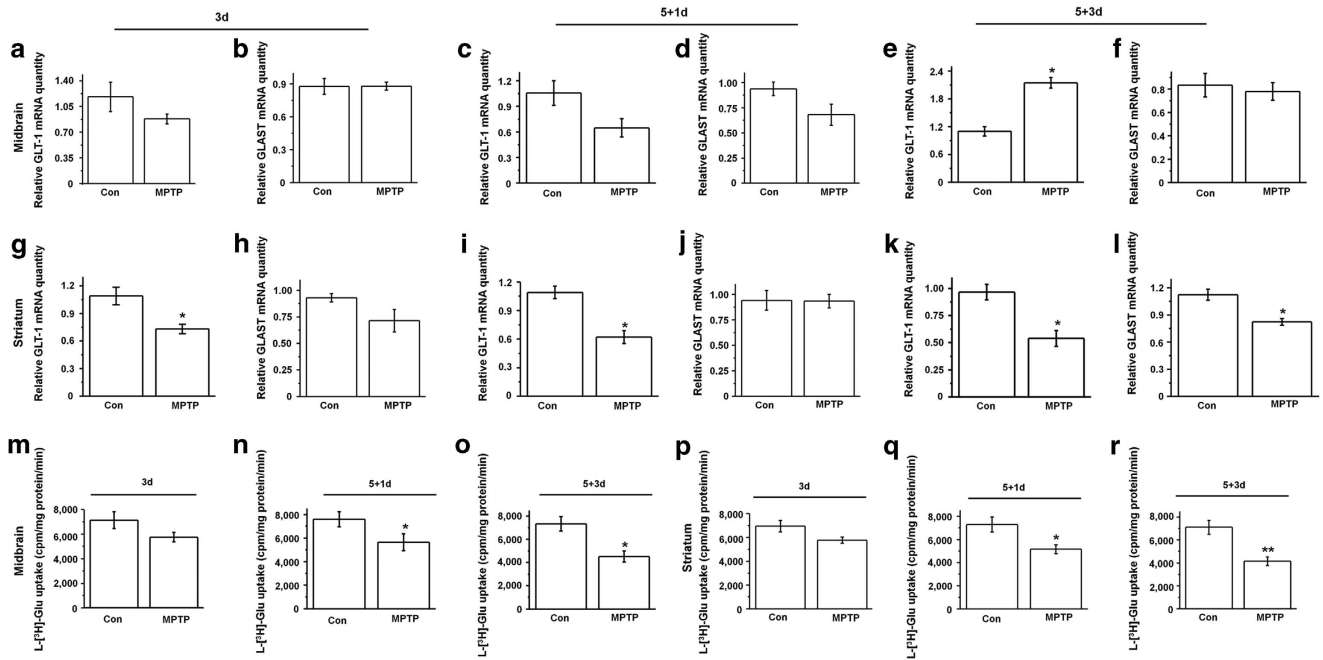 3d
5+1d
5+3d
a
b
c
d
e
f
Midbrain
Relative GLT-1 mRNA quantity
1.40
1.05
0.70
0.35
0
Con
MPTP
Relative GLAST mRNA quantity
0.9
0.6
0.3
0
Con
MPTP
Relative GLT-1 mRNA quantity
1.2
0.9
0.6
0.3
0
Con
MPTP
Relative GLAST mRNA quantity
1.00
0.75
0.50
0.25
0
Con
MPTP
Relative GLT-1 mRNA quantity
2.4
1.8
1.2
0.6
0
*
Con
MPTP
Relative GLAST mRNA quantity
0.8
0.6
0.4
0.2
0
Con
MPTP
g
h
i
j
k
l
Striatum
Relative GLT-1 mRNA quantity
1.2
0.9
0.6
0.3
0
*
Con
MPTP
Relative GLAST mRNA quantity
1.00
0.75
0.50
0.25
0
Con
MPTP
Relative GLT-1 mRNA quantity
1.2
0.9
0.6
0.3
0
*
Con
MPTP
Relative GLAST mRNA quantity
1.00
0.75
0.50
0.25
0
Con
MPTP
Relative GLT-1 mRNA quantity
1.00
0.75
0.50
0.25
0
*
Con
MPTP
Relative GLAST mRNA quantity
1.2
0.9
0.6
0.3
0
*
Con
MPTP
m
n
o
p
q
r
Midbrain
L-[³H]-Glu uptake (cpm/mg protein/min)
3d
8,000
6,000
4,000
2,000
0
Con
MPTP
L-[³H]-Glu uptake (cpm/mg protein/min)
5+1d
8,000
6,000
4,000
2,000
0
*
Con
MPTP
L-[³H]-Glu uptake (cpm/mg protein/min)
5+3d
8,000
6,000
4,000
2,000
0
*
Con
MPTP
Striatum
L-[³H]-Glu uptake (cpm/mg protein/min)
3d
8,000
6,000
4,000
2,000
0
Con
MPTP
L-[³H]-Glu uptake (cpm/mg protein/min)
5+1d
8,000
6,000
4,000
2,000
0
*
Con
MPTP
L-[³H]-Glu uptake (cpm/mg protein/min)
5+3d
8,000
6,000
4,000
2,000
0
**
Con
MPTP